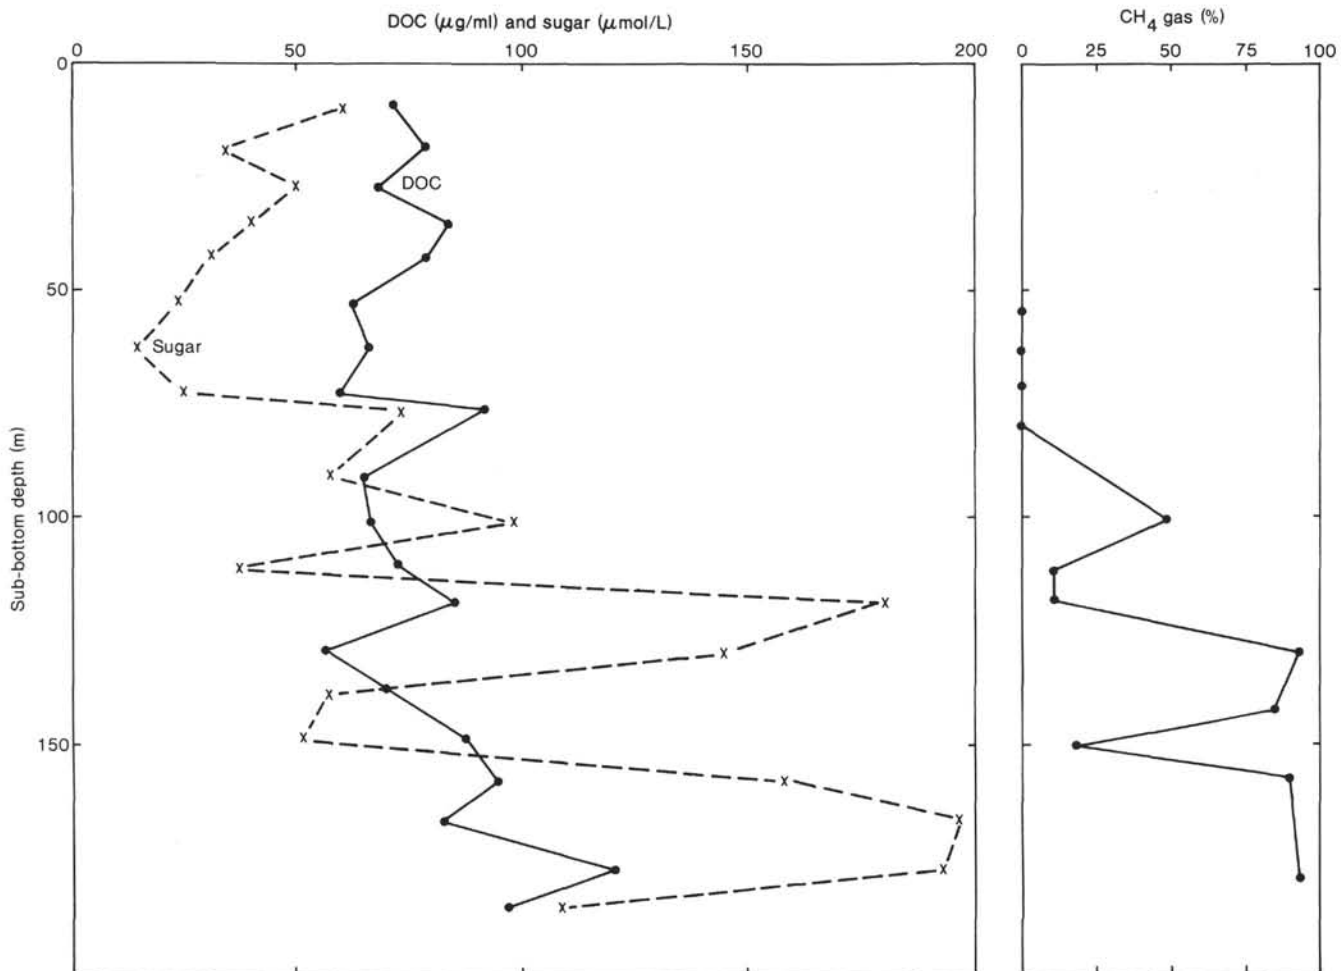 DOC (μg/ml) and sugar (μmol/L)
CH4 gas (%)
0 50 100 150 200
0 25 50 75 100
0
DOC
50
Sugar
Sub-bottom depth (m)
100
150